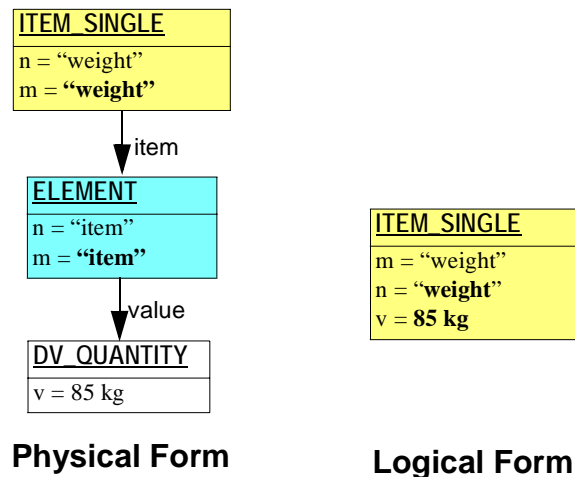 ITEM_SINGLE
n = “weight”
m = “weight”
item
ELEMENT
n = “item”
m = “item”
value
DV_QUANTITY
v = 85 kg
Physical Form
ITEM_SINGLE
m = “weight”
n = “weight”
v = 85 kg
Logical Form